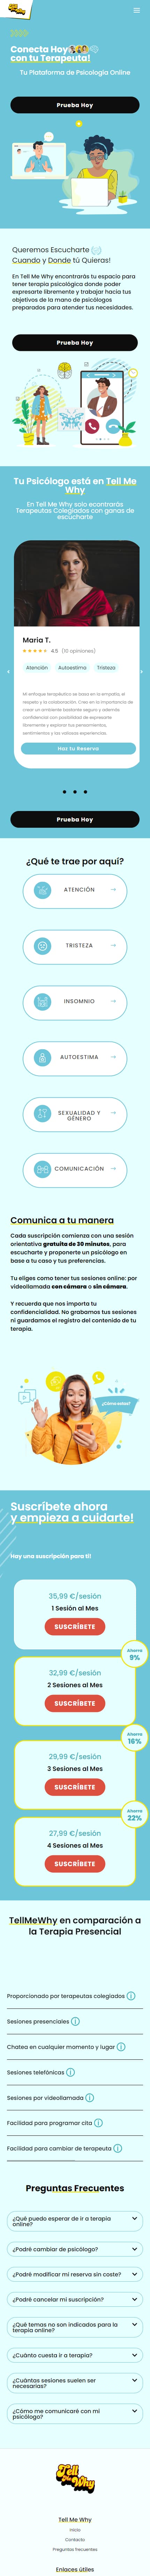 Tell
me
Why
Conecta Hoy
con tu Terapeuta!
Tu Plataforma de Psicología Online
Prueba Hoy
Queremos Escucharte
Cuando y Donde tú Quieras!
En Tell Me Why encontrarás tu espacio para
tener terapia psicológica donde poder
expresarte libremente y trabajar hacia tus
objetivos de la mano de psicólogos
preparados para atender tus necesidades.
Prueba Hoy
Tu Psicólogo está en Tell Me
Why
En Tell Me Why solo econtrarás
Terapeutas Colegiados con ganas de
escucharte
Maria T.
4.5 (10 opiniones)
Atención Autoestima Tristeza
Mi enfoque terapéutico se basa en la empatía, el
respeto y la colaboración. Creo en la importancia de
crear un ambiente bastante seguro y además
confidencial con posibilidad de expresarte
libremente y explorar tus pensamientos,
sentimientos y las valiosas experiencias.
Haz tu Reserva
Prueba Hoy
¿Qué te trae por aquí?
ATENCIÓN
TRISTEZA
INSOMNIO
AUTOESTIMA
SEXUALIDAD Y
GÉNERO
COMUNICACIÓN
Comunica a tu manera
Cada suscripción comienza con una sesión
orientativa gratuita de 30 minutos, para
escucharte y proponerte un psicólogo en
base a tu caso y tus preferencias.
Tu eliges como tener tus sesiones online: por
videollamada con cámara o sin cámara.
Y recuerda que nos importa tu
confidencialidad. No grabamos tus sesiones
ni guardamos el registro del contenido de tu
terapia.
¿Cómo estas?
Suscríbete ahora
y empieza a cuidarte!
Hay una suscripción para ti!
35,99 €/sesión
1 Sesión al Mes
SUSCRÍBETE
Ahorra
9%
32,99 €/sesión
2 Sesiones al Mes
SUSCRÍBETE
Ahorra
16%
29,99 €/sesión
3 Sesiones al Mes
SUSCRÍBETE
Ahorra
22%
27,99 €/sesión
4 Sesiones al Mes
SUSCRÍBETE
TellMeWhy en comparación a
la Terapia Presencial
Proporcionado por terapeutas colegiados
Sesiones presenciales
Chatea en cualquier momento y lugar
Sesiones telefónicas
Sesiones por videollamada
Facilidad para programar cita
Facilidad para cambiar de terapeuta
Preguntas Frecuentes
¿Qué puedo esperar de ir a terapia
online?
¿Podré cambiar de psicólogo?
¿Podré modificar mi reserva sin coste?
¿Podré cancelar mi suscripción?
¿Qué temas no son indicados para la
terapia online?
¿Cuánto cuesta ir a terapia?
¿Cuántas sesiones suelen ser
necesarias?
¿Cómo me comunicaré con mi
psicólogo?
Tell
me
Why
Tell Me Why
Inicio
Contacto
Preguntas frecuentes
Enlaces útiles